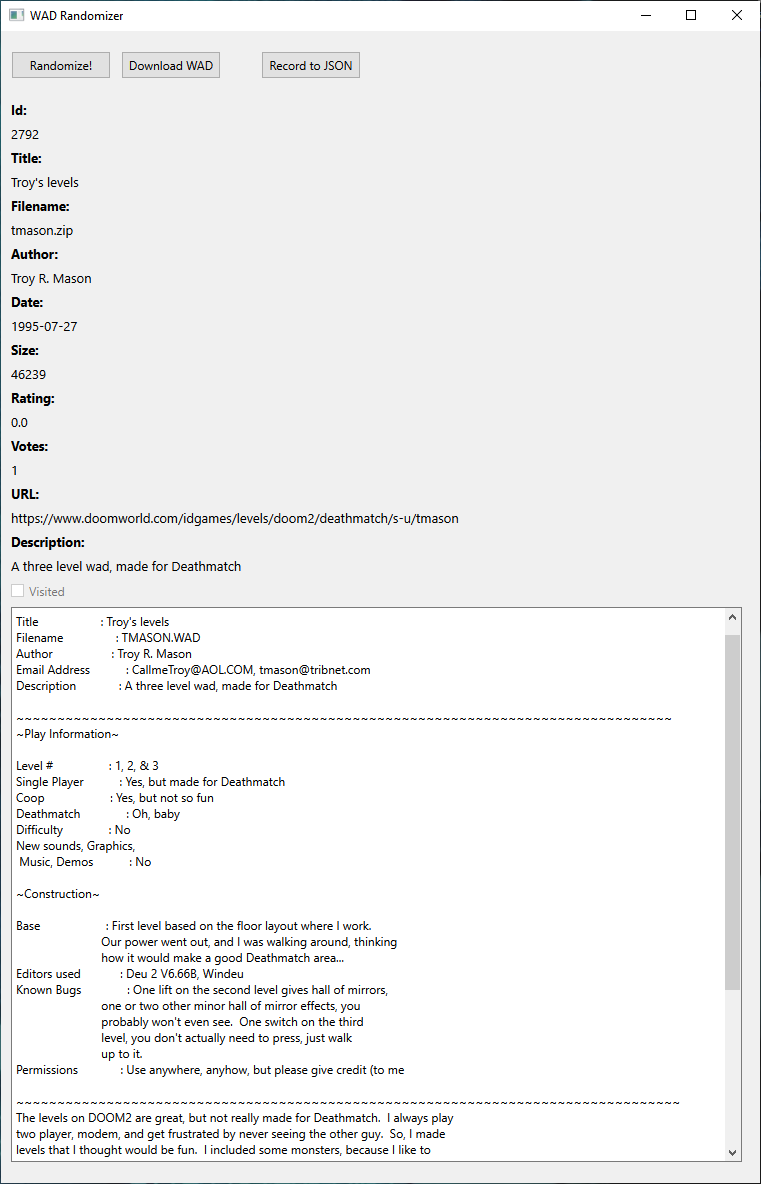 WAD Randomizer
Randomize! Download WAD Record to JSON
Id:
2792
Title:
Troy's levels
Filename:
tmason.zip
Author:
Troy R. Mason
Date:
1995-07-27
Size:
46239
Rating:
0.0
Votes:
1
URL:
https://www.doomworld.com/idgames/levels/doom2/deathmatch/s-u/tmason
Description:
A three level wad, made for Deathmatch
Visited
Title : Troy's levels
Filename : TMASON.WAD
Author : Troy R. Mason
Email Address : CallmeTroy@AOL.COM, tmason@tribnet.com
Description : A three level wad, made for Deathmatch
~~~~~~~~~~~~~~~~~~~~~~~~~~~~~~~~~~~~~~~~~~~~~~~~~~~~~~~~~~~~~~~~~~~~~~~~~~~~~~
~Play Information~
Level # : 1, 2, & 3
Single Player : Yes, but made for Deathmatch
Coop : Yes, but not so fun
Deathmatch : Oh, baby
Difficulty : No
New sounds, Graphics,
Music, Demos : No
~Construction~
Base : First level based on the floor layout where I work.
Our power went out, and I was walking around, thinking
how it would make a good Deathmatch area...
Editors used : Deu 2 V6.66B, Windeu
Known Bugs : One lift on the second level gives hall of mirrors,
one or two other minor hall of mirror effects, you
probably won't even see. One switch on the third
level, you don't actually need to press, just walk
up to it.
Permissions : Use anywhere, anyhow, but please give credit (to me
~~~~~~~~~~~~~~~~~~~~~~~~~~~~~~~~~~~~~~~~~~~~~~~~~~~~~~~~~~~~~~~~~~~~~~~~~~~~~~~
The levels on DOOM2 are great, but not really made for Deathmatch. I always play
two player, modem, and get frustrated by never seeing the other guy. So, I made
levels that I thought would be fun. I included some monsters, because I like to